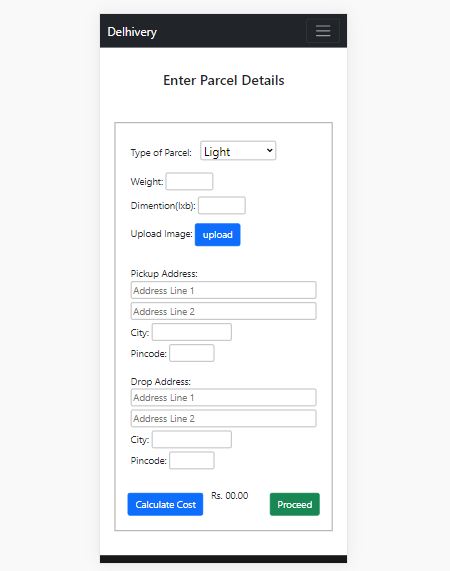 Delhivery
Enter Parcel Details
Type of Parcel: Light
Weight:
Dimention(lxb):
Upload Image: upload
Pickup Address:
Address Line 1
Address Line 2
City:
Pincode:
Drop Address:
Address Line 1
Address Line 2
City:
Pincode:
Calculate Cost Rs. 00.00 Proceed